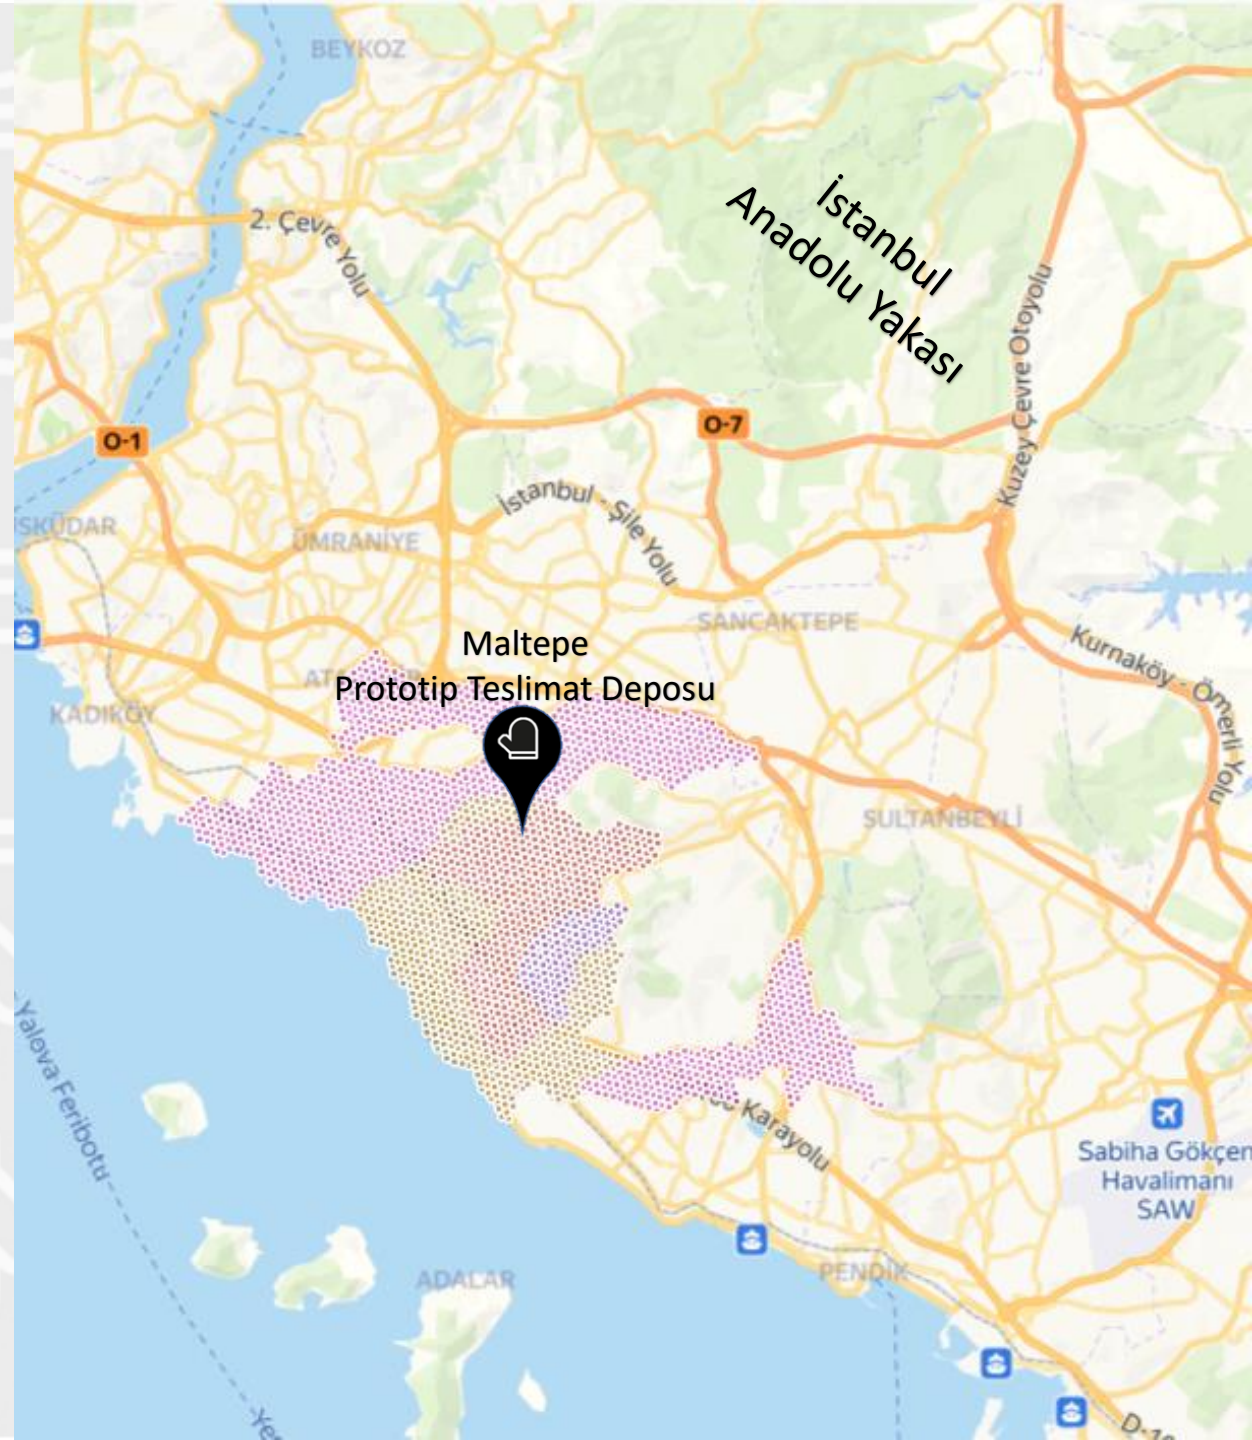 BEYKOZ
İstanbul
Anadolu Yakası
2. Çevre Yolu
Kuzey Çevre Otoyolu
O-1
O-7
İstanbul - Şile Yolu
ÜMRANİYE
SANCAKTEPE
Kurnaköy - Ömerli Yolu
Maltepe
Prototip Teslimat Deposu
KADIKÖY
SULTANBEYLİ
Yalova Feribotu
Karayolu
Sabiha Gökçen
Havalimanı
SAW
ADALAR
PENDİK